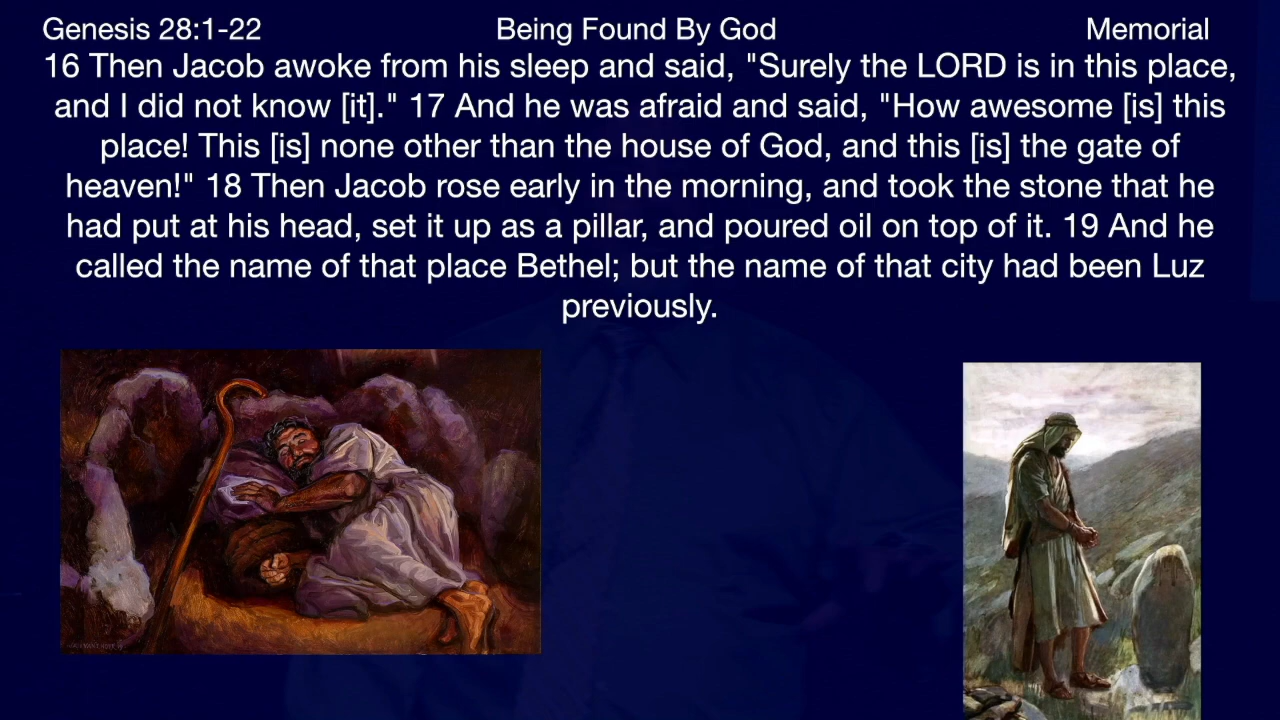 Genesis 28:1-22 Being Found By God Memorial
16 Then Jacob awoke from his sleep and said, "Surely the LORD is in this place,
and I did not know [it]." 17 And he was afraid and said, "How awesome [is] this
place! This [is] none other than the house of God, and this [is] the gate of
heaven!" 18 Then Jacob rose early in the morning, and took the stone that he
had put at his head, set it up as a pillar, and poured oil on top of it. 19 And he
called the name of that place Bethel; but the name of that city had been Luz
previously.